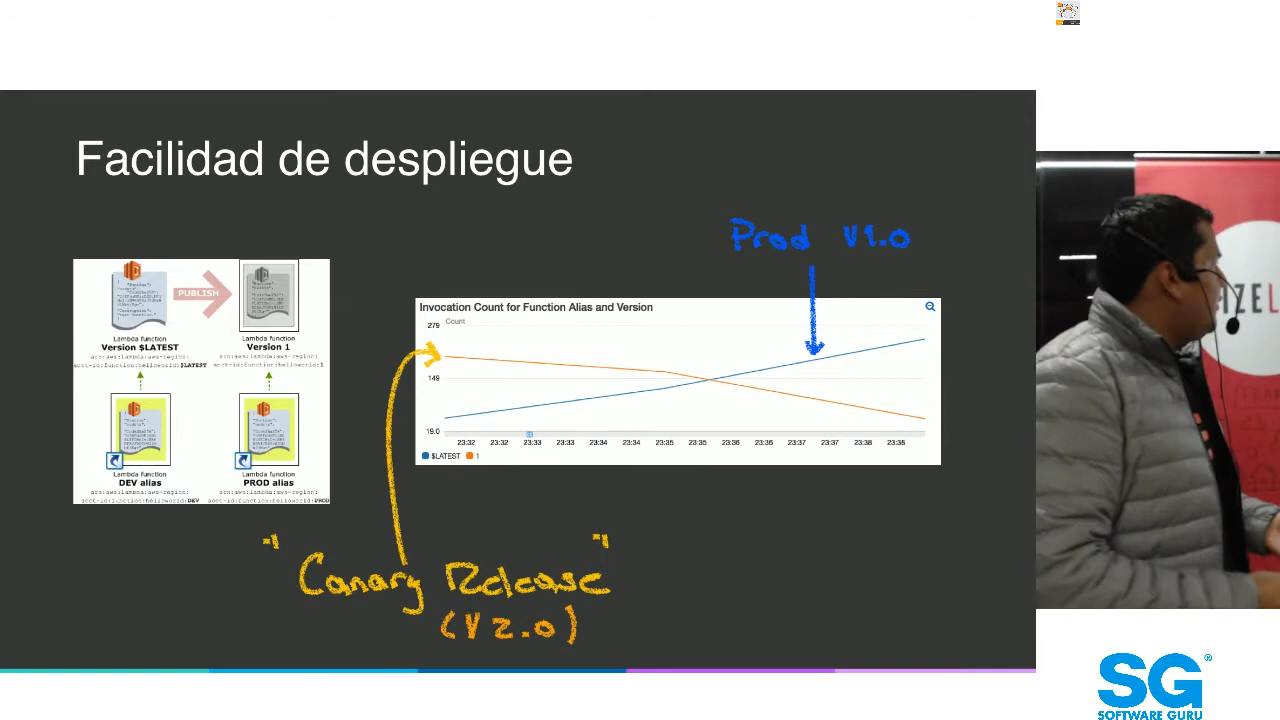 Facilidad de despliegue
Prod V1.0
PUBLISH
Lambda function
Version $LATEST
arn:aws:lambda:aws-region:
acct-id:function:helloworld:$LATEST
Lambda function
Version 1
arn:aws:lambda:aws-region:
acct-id:function:helloworld:1
Lambda function
DEV alias
arn:aws:lambda:aws-region:
acct-id:function:helloworld:DEV
Lambda function
PROD alias
arn:aws:lambda:aws-region:
acct-id:function:helloworld:PROD
Invocation Count for Function Alias and Version
Count
279
149
19.0
23:32 23:32 23:33 23:33 23:34 23:34 23:35 23:35 23:36 23:36 23:37 23:37 23:38 23:38
$LATEST 1
"Canary Release"
(V 2.0)
IZEL
SG®
SOFTWARE GURU